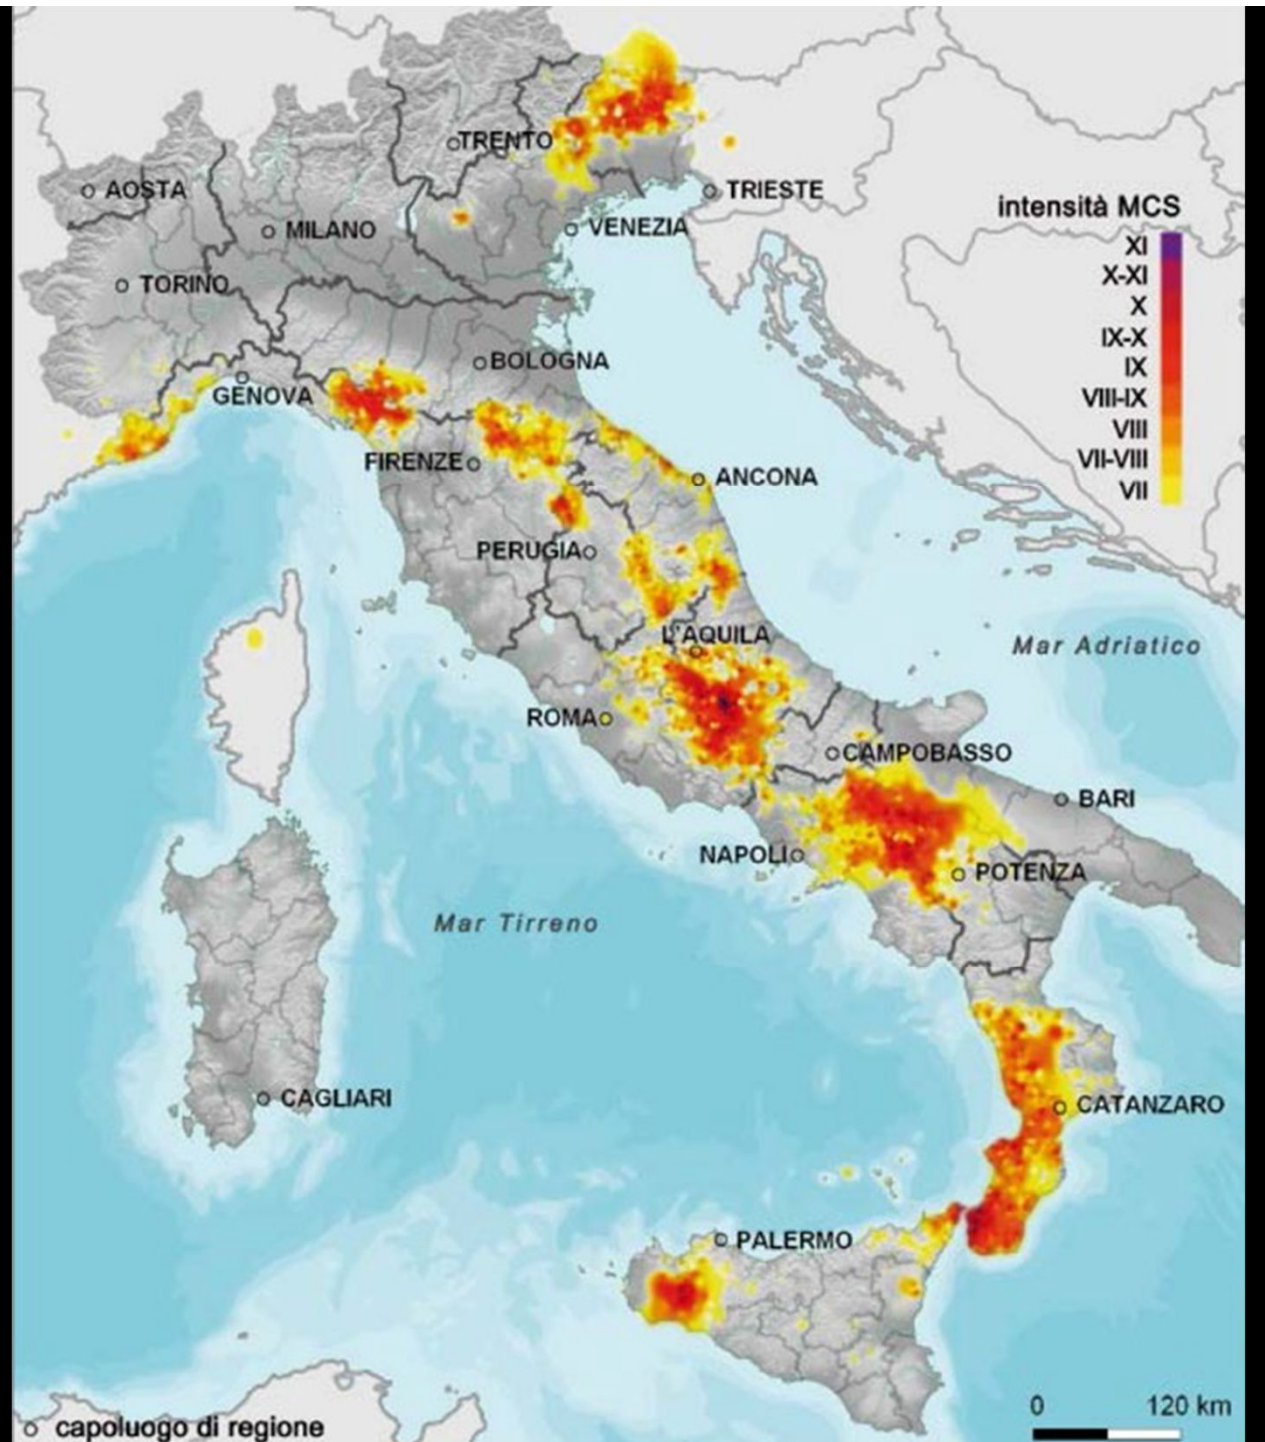 TRENTO
AOSTA
TRIESTE
MILANO
VENEZIA
TORINO
intensità MCS
XI
X-XI
X
IX-X
IX
VIII-IX
VIII
VII-VIII
VII
BOLOGNA
GENOVA
FIRENZE
ANCONA
PERUGIA
L'AQUILA
Mar Adriatico
ROMA
CAMPOBASSO
BARI
NAPOLI
POTENZA
Mar Tirreno
CAGLIARI
CATANZARO
PALERMO
0 120 km
capoluogo di regione